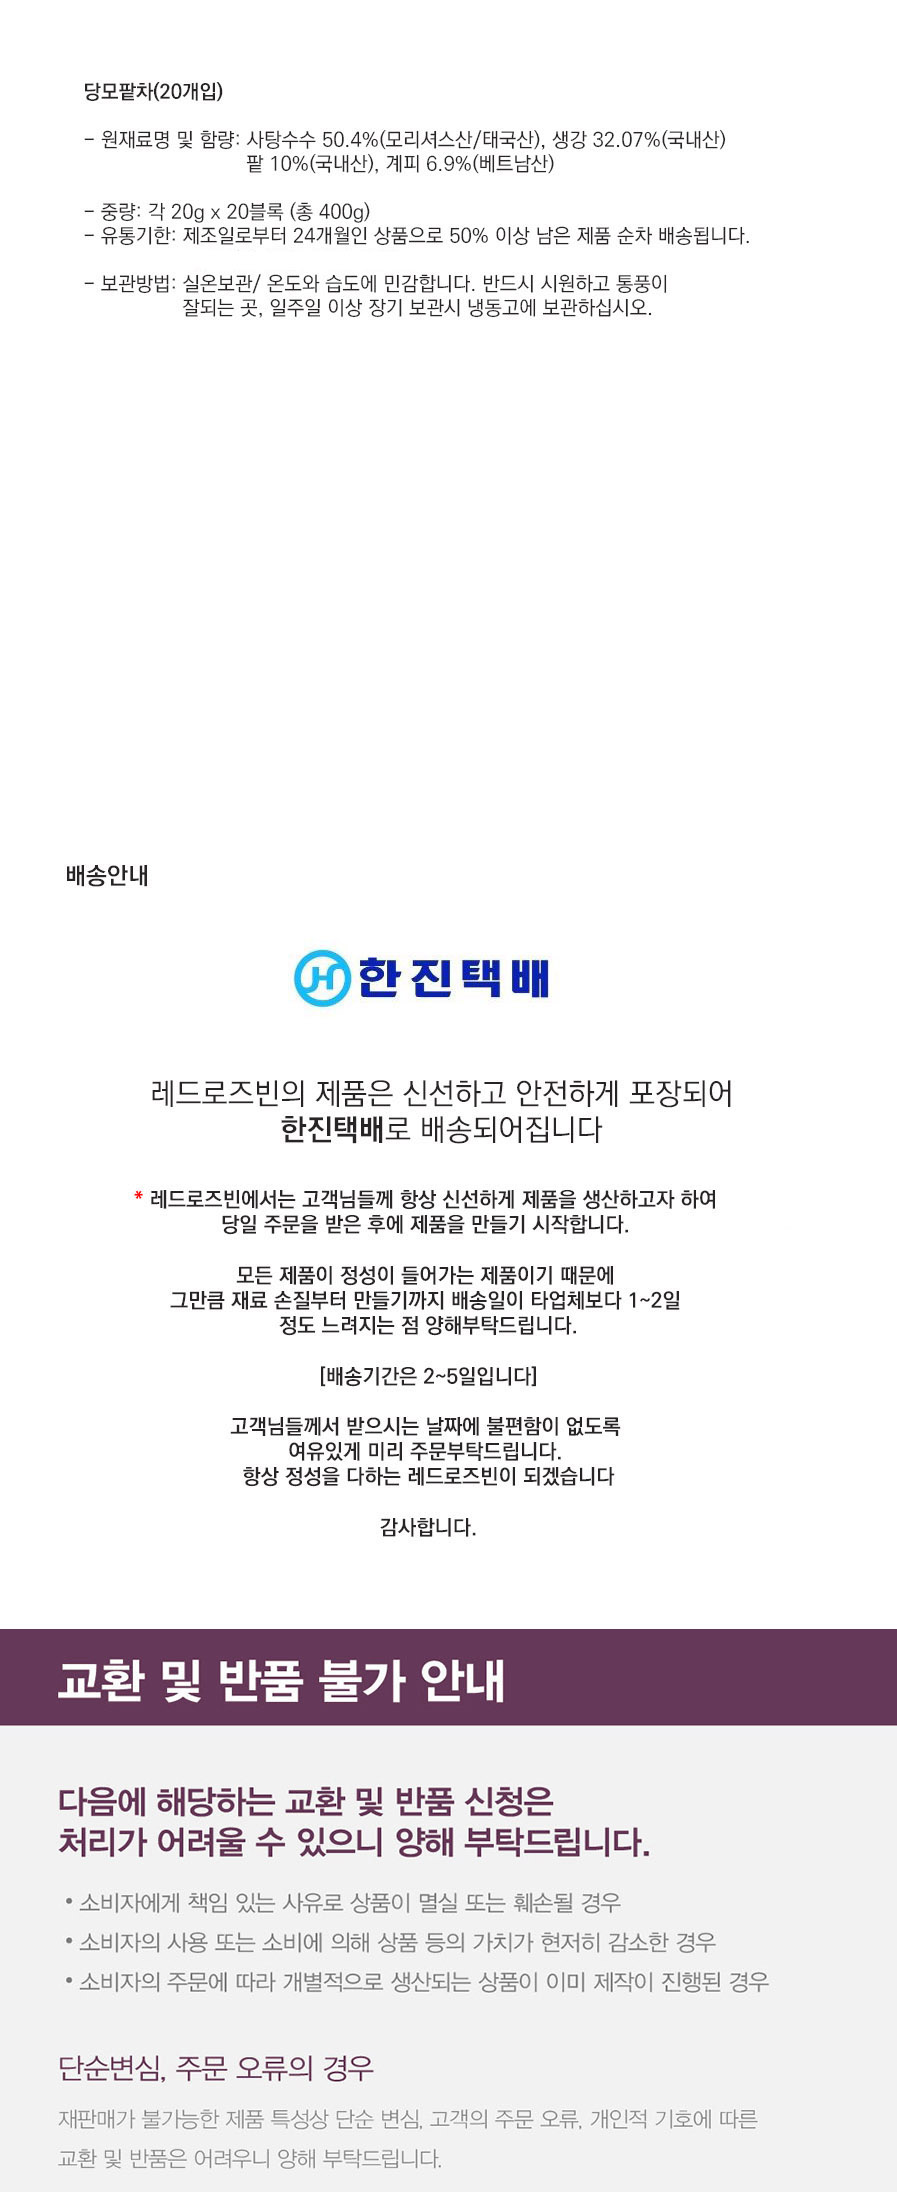 당모팥차(20개입)
- 원재료명 및 함량: 사탕수수 50.4%(모리셔스산/태국산), 생강 32.07%(국내산)
팥 10%(국내산), 계피 6.9%(베트남산)
- 중량: 각 20g x 20블록 (총 400g)
- 유통기한: 제조일로부터 24개월인 상품으로 50% 이상 남은 제품 순차 배송됩니다.
- 보관방법: 실온보관/ 온도와 습도에 민감합니다. 반드시 시원하고 통풍이
잘되는 곳, 일주일 이상 장기 보관시 냉동고에 보관하십시오.
배송안내
H 한진택배
레드로즈빈의 제품은 신선하고 안전하게 포장되어
한진택배로 배송되어집니다
* 레드로즈빈에서는 고객님들께 항상 신선하게 제품을 생산하고자 하여
당일 주문을 받은 후에 제품을 만들기 시작합니다.
모든 제품이 정성이 들어가는 제품이기 때문에
그만큼 재료 손질부터 만들기까지 배송일이 타업체보다 1~2일
정도 느려지는 점 양해부탁드립니다.
[배송기간은 2~5일입니다]
고객님들께서 받으시는 날짜에 불편함이 없도록
여유있게 미리 주문부탁드립니다.
항상 정성을 다하는 레드로즈빈이 되겠습니다
감사합니다.
교환 및 반품 불가 안내
다음에 해당하는 교환 및 반품 신청은
처리가 어려울 수 있으니 양해 부탁드립니다.
• 소비자에게 책임 있는 사유로 상품이 멸실 또는 훼손될 경우
• 소비자의 사용 또는 소비에 의해 상품 등의 가치가 현저히 감소한 경우
• 소비자의 주문에 따라 개별적으로 생산되는 상품이 이미 제작이 진행된 경우
단순변심, 주문 오류의 경우
재판매가 불가능한 제품 특성상 단순 변심, 고객의 주문 오류, 개인적 기호에 따른
교환 및 반품은 어려우니 양해 부탁드립니다.